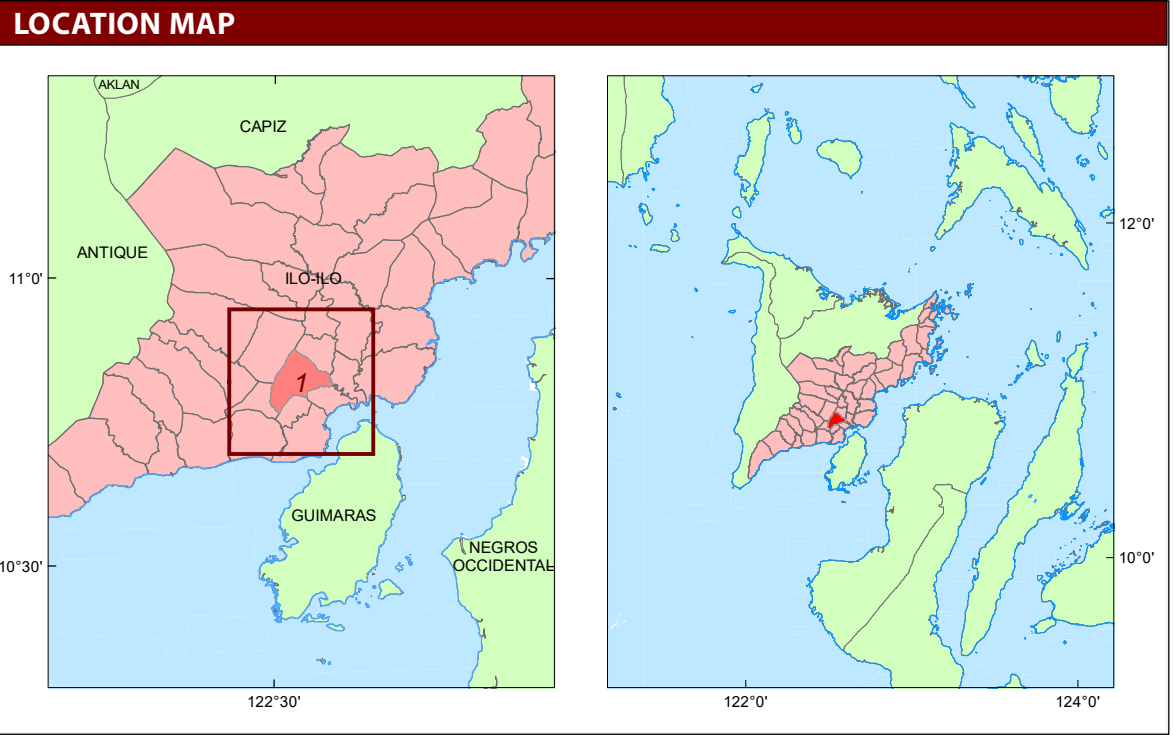 LOCATION MAP
AKLAN
CAPIZ
ANTIQUE
11°0'
ILO-ILO
1
GUIMARAS
NEGROS
OCCIDENTAL
10°30'
122°30'
12°0'
10°0'
122°0'
124°0'